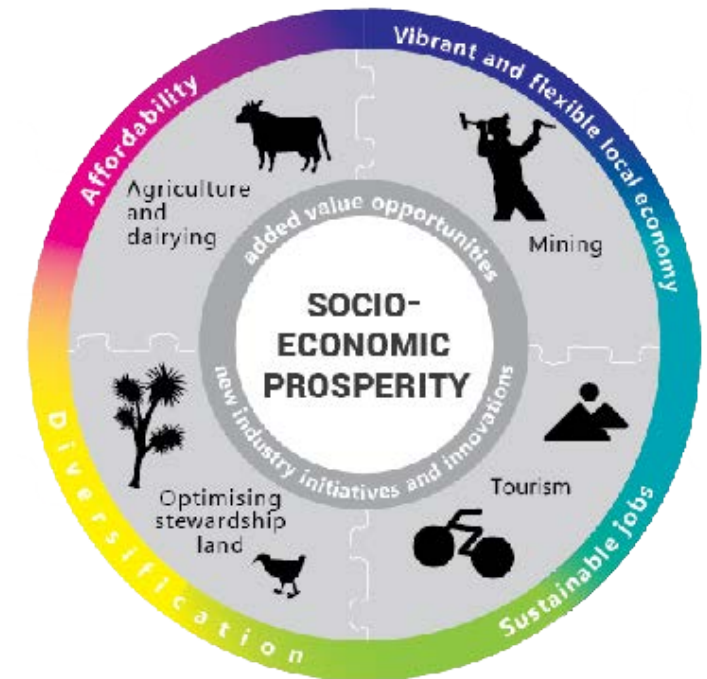 Affordability
Vibrant and flexible local economy
Agriculture
and
dairying
Mining
added value opportunities
SOCIO-
ECONOMIC
PROSPERITY
new industry initiatives and innovations
Optimising
stewardship
land
Tourism
Diversification
Sustainable jobs